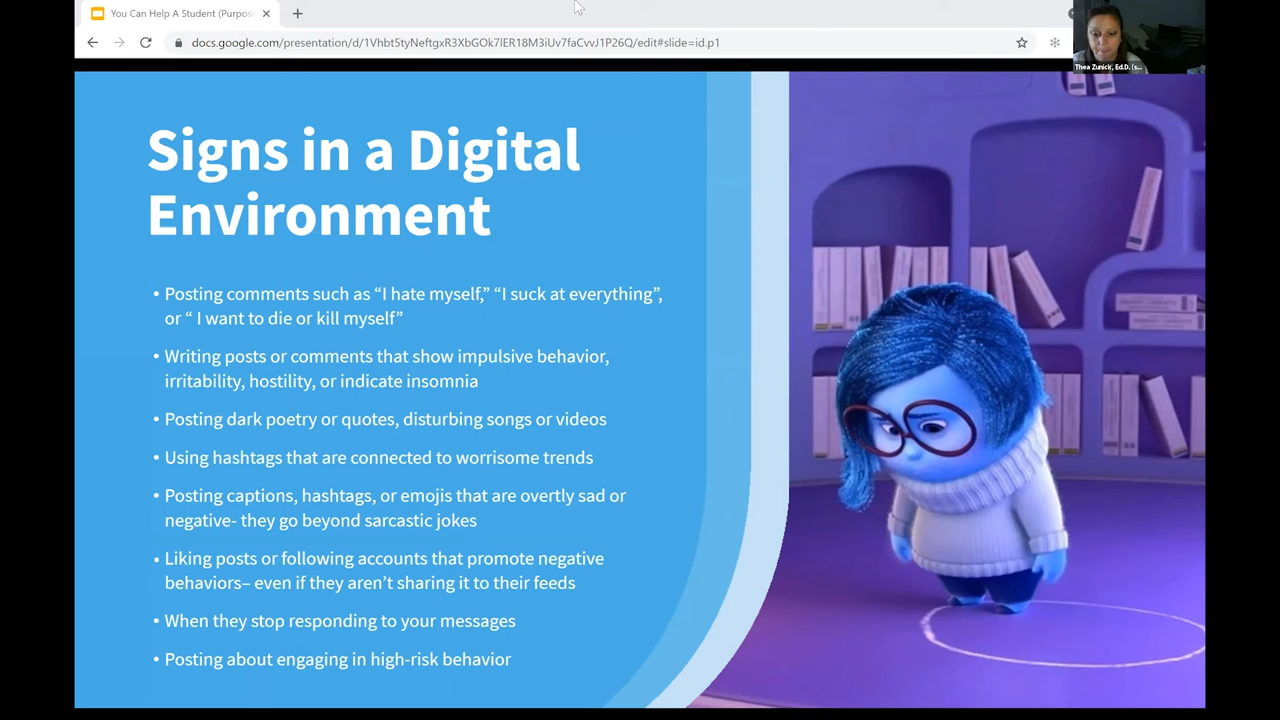 You Can Help A Student (Purpos
docs.google.com/presentation/d/1Vhbt5tyNeftgxR3XbGOk7lER18M3iUv7faCvvJ1P26Q/edit#slide=id.p1
Thea Zunick, Ed.D. (s...
Signs in a Digital
Environment
• Posting comments such as “I hate myself,” “I suck at everything”,
or “ I want to die or kill myself”
• Writing posts or comments that show impulsive behavior,
irritability, hostility, or indicate insomnia
• Posting dark poetry or quotes, disturbing songs or videos
• Using hashtags that are connected to worrisome trends
• Posting captions, hashtags, or emojis that are overtly sad or
negative- they go beyond sarcastic jokes
• Liking posts or following accounts that promote negative
behaviors– even if they aren’t sharing it to their feeds
• When they stop responding to your messages
• Posting about engaging in high-risk behavior